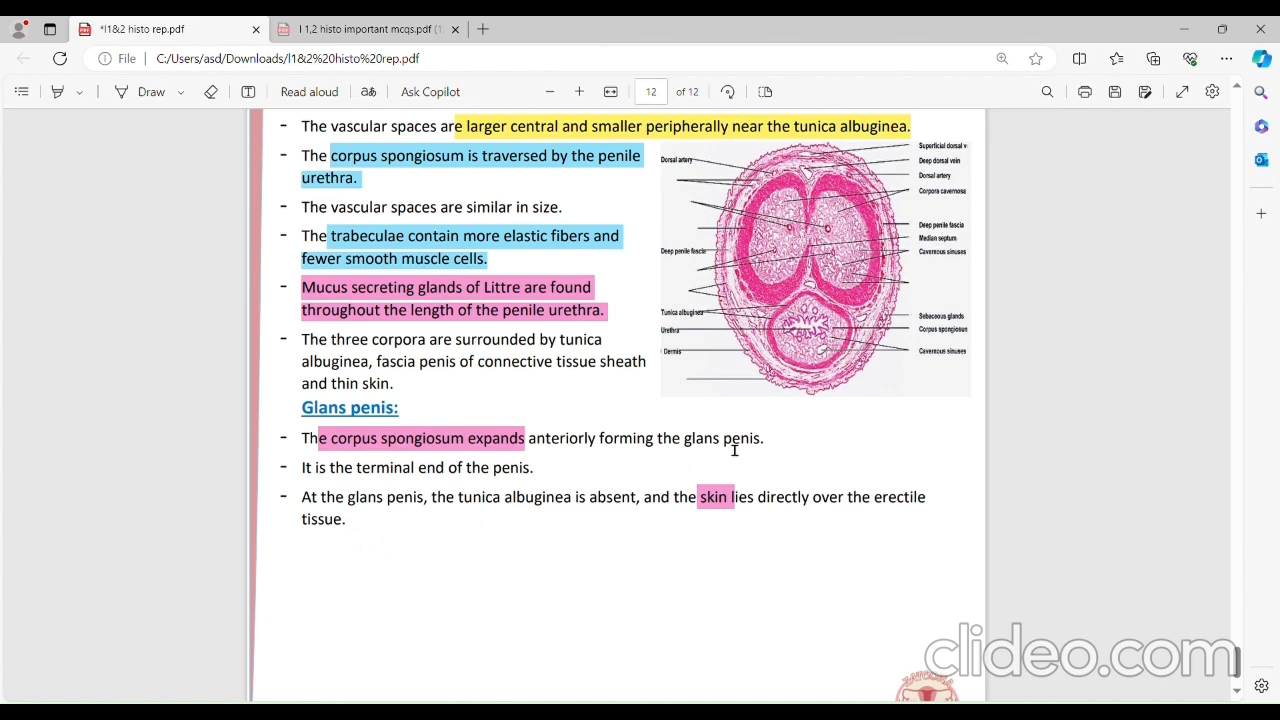 *I1&2 histo rep.pdf
I 1,2 histo important mcqs.pdf (1
File
C:/Users/asd/Downloads/I1&2%20histo%20rep.pdf
Draw
Read aloud
Ask Copilot
12
of 12
- The vascular spaces are larger central and smaller peripherally near the tunica albuginea.
- The corpus spongiosum is traversed by the penile
urethra.
- The vascular spaces are similar in size.
- The trabeculae contain more elastic fibers and
fewer smooth muscle cells.
- Mucus secreting glands of Littre are found
throughout the length of the penile urethra.
- The three corpora are surrounded by tunica
albuginea, fascia penis of connective tissue sheath
and thin skin.
Dorsal artery
Deep penile fascia
Tunica albuginea
Urethra
Dermis
Superficial dorsal v
Deep dorsal vein
Dorsal artery
Corpora cavernosa
Deep penile fascia
Median septum
Cavernous sinuses
Sebaceous glands
Corpus spongiosun
Cavernous sinuses
Glans penis:
- The corpus spongiosum expands anteriorly forming the glans penis.
- It is the terminal end of the penis.
- At the glans penis, the tunica albuginea is absent, and the skin lies directly over the erectile
tissue.
clideo.com